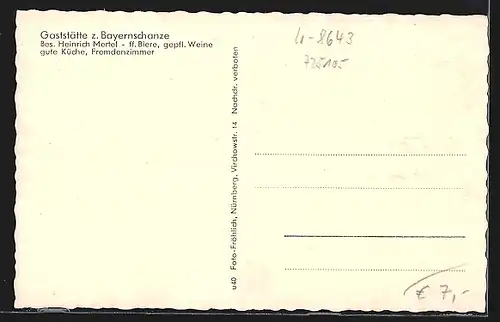 Gaststätte z. Bayernschanze
Bes. Heinrich Mertel - ff. Biere, gepfl. Weine
gute Küche, Fremdenzimmer
u40 Foto-Fröhlich, Nürnberg, Virchowstr. 14 Nachdr. verboten
4-8643
725105
€ 7,-